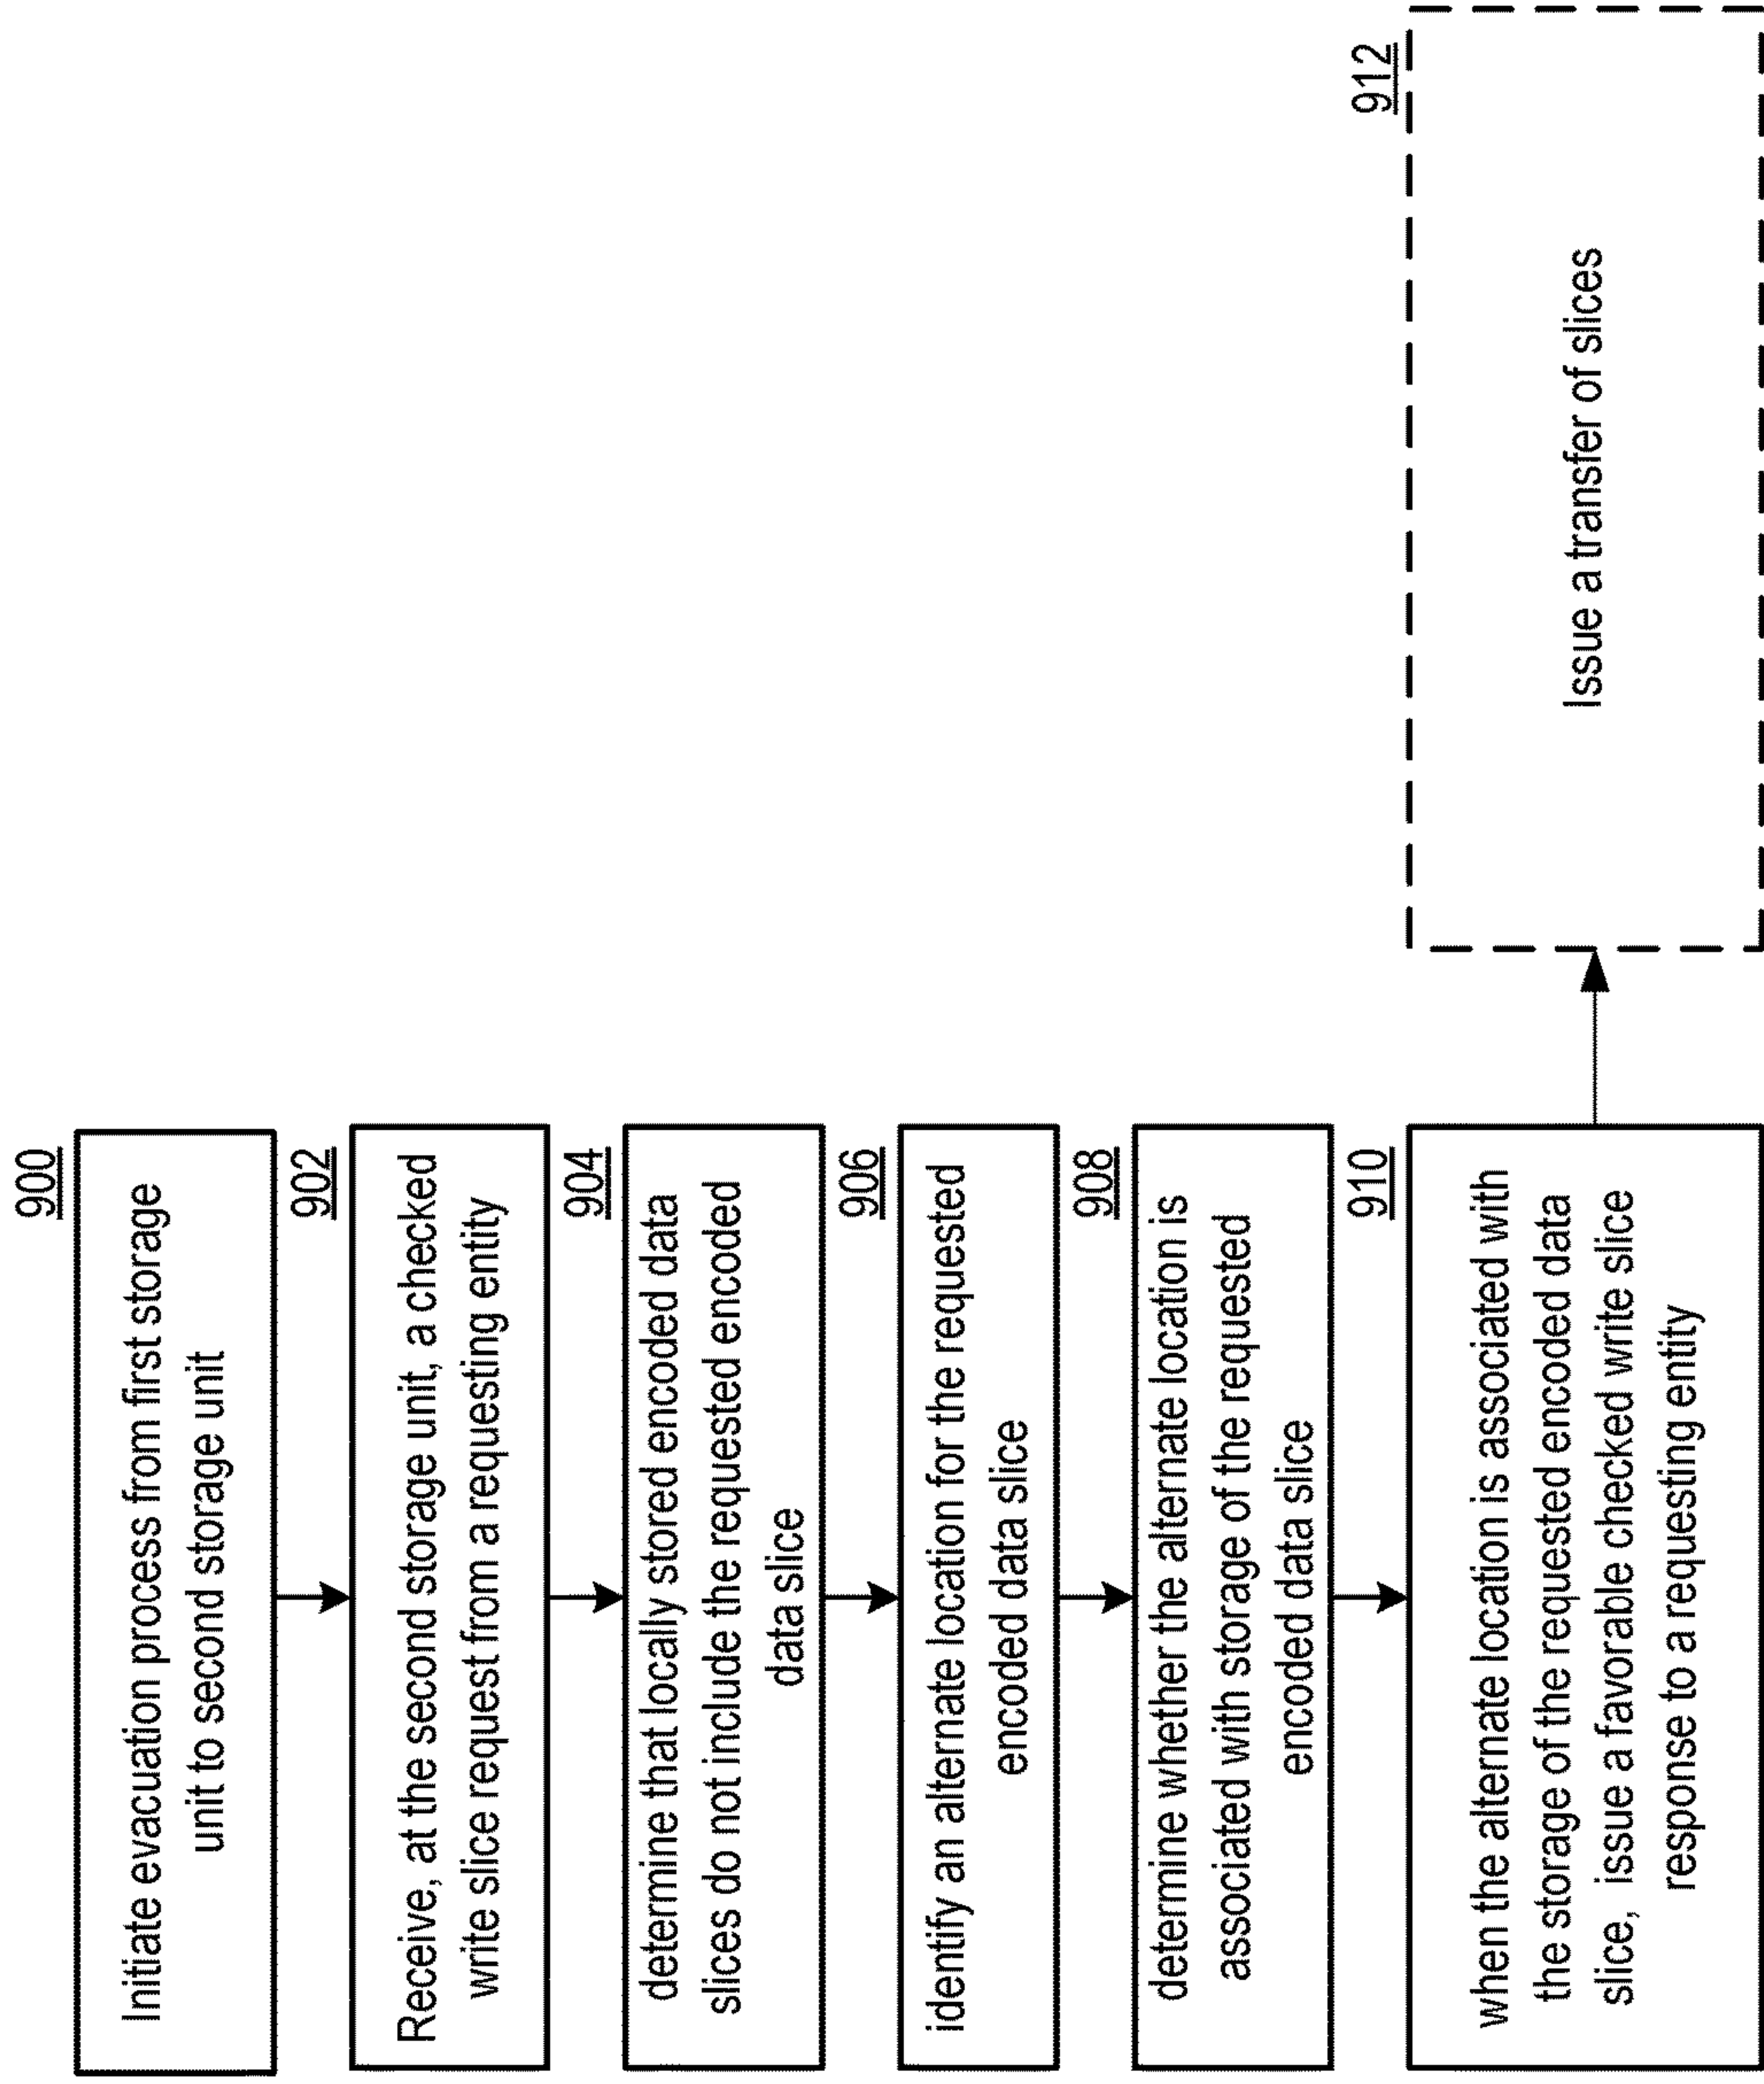 900
Initiate evacuation process from first storage
unit to second storage unit
902
Receive, at the second storage unit, a checked
write slice request from a requesting entity
904
determine that locally stored encoded data
slices do not include the requested encoded
data slice
906
identify an alternate location for the requested
encoded data slice
908
determine whether the alternate location is
associated with storage of the requested
encoded data slice
910
when the alternate location is associated with
the storage of the requested encoded data
slice, issue a favorable checked write slice
response to a requesting entity
912
Issue a transfer of slices